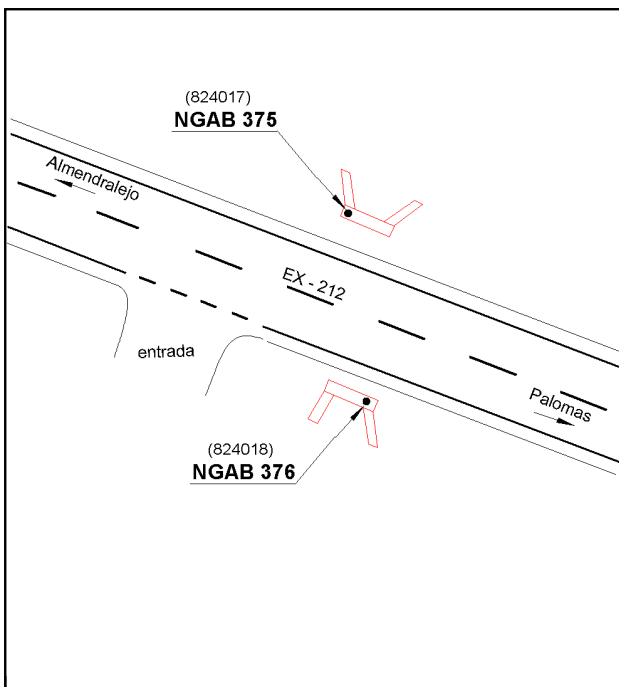 (824017)
NGAB 375
Almendralejo
EX - 212
entrada
Palomas
(824018)
NGAB 376